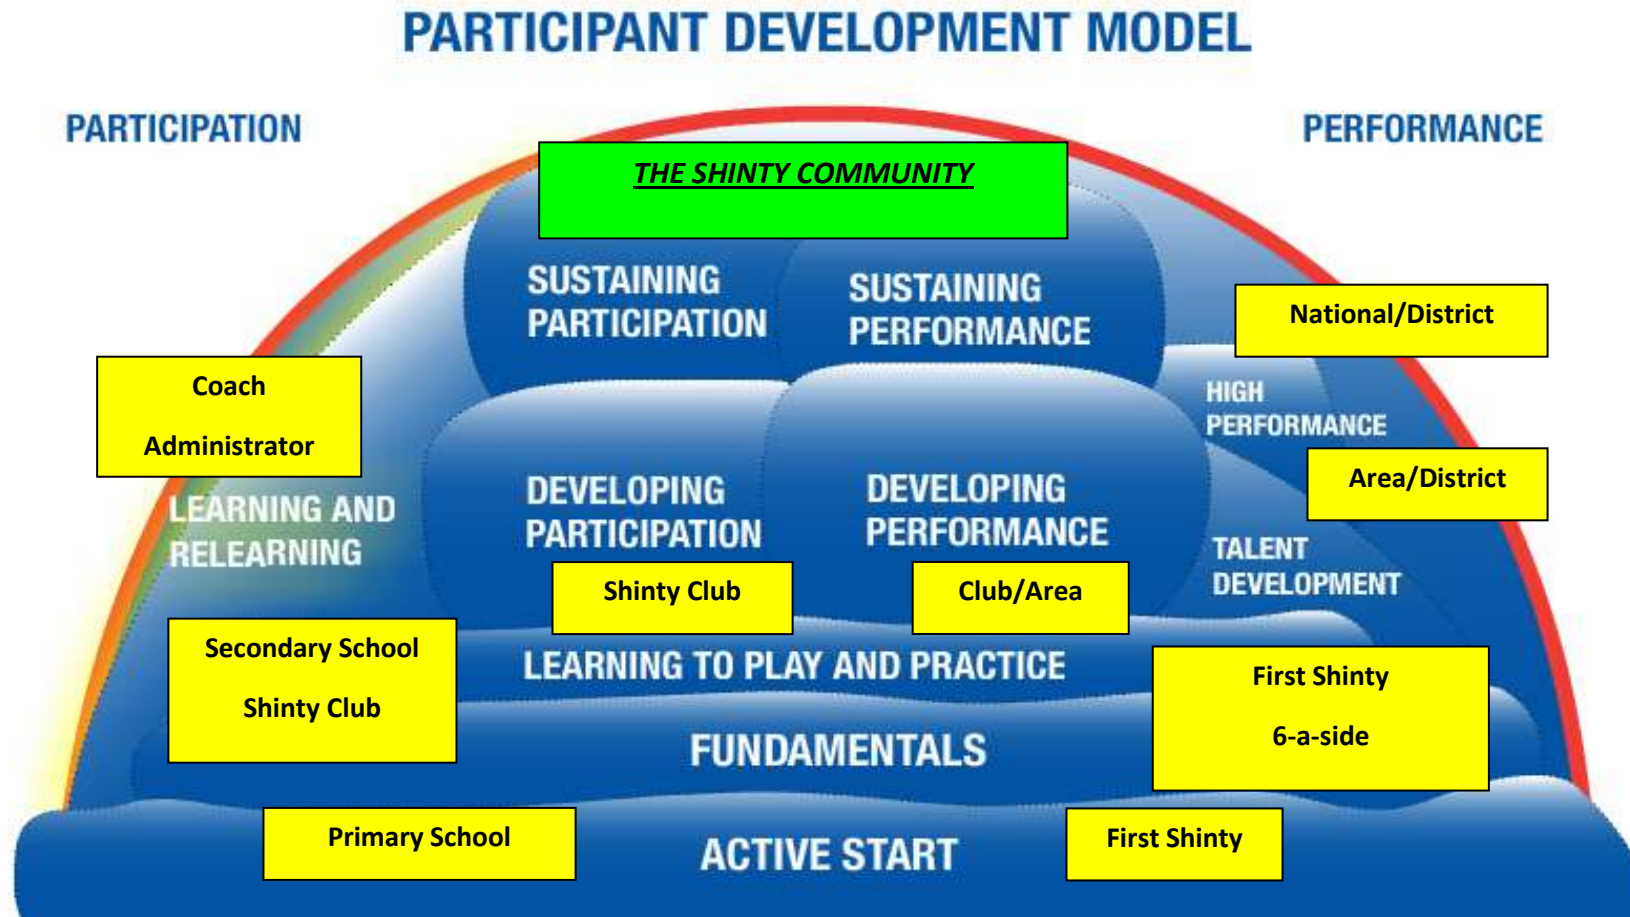 PARTICIPANT DEVELOPMENT MODEL
PARTICIPATION
PERFORMANCE
THE SHINTY COMMUNITY
SUSTAINING
PARTICIPATION
SUSTAINING
PERFORMANCE
National/District
Coach
Administrator
HIGH
PERFORMANCE
Area/District
LEARNING AND
RELEARNING
DEVELOPING
PARTICIPATION
DEVELOPING
PERFORMANCE
TALENT
DEVELOPMENT
Shinty Club
Club/Area
Secondary School
Shinty Club
LEARNING TO PLAY AND PRACTICE
First Shinty
6-a-side
FUNDAMENTALS
Primary School
ACTIVE START
First Shinty